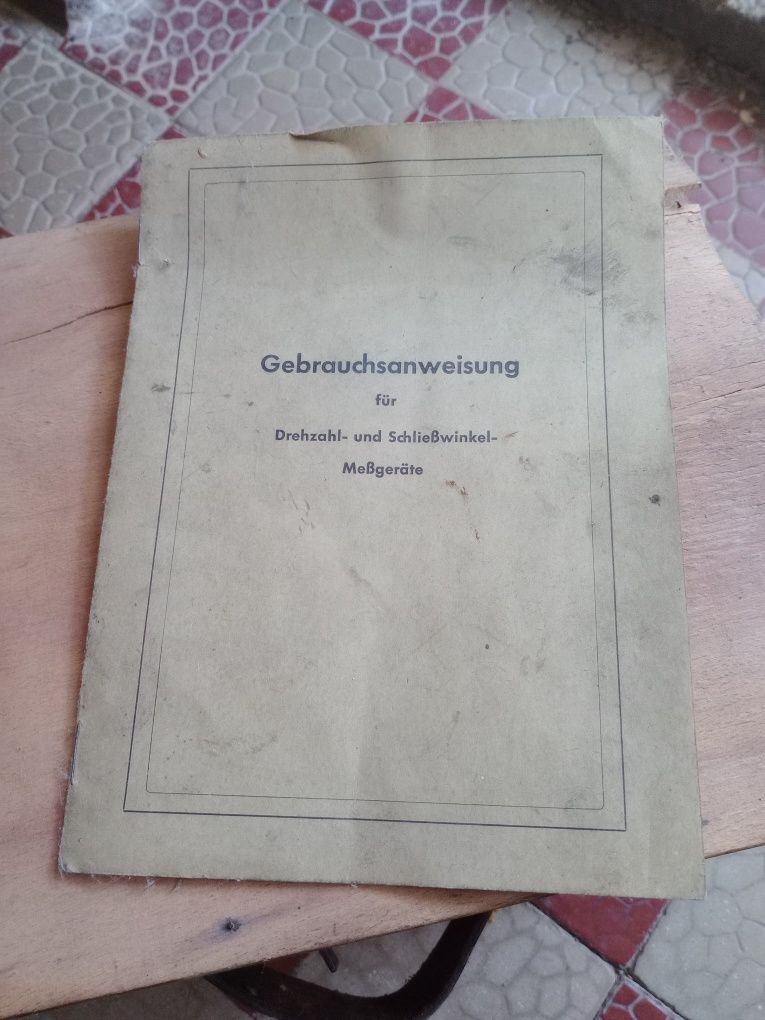 Gebrauchsanweisung
für
Drehzahl- und Schließwinkel-
Meßgeräte